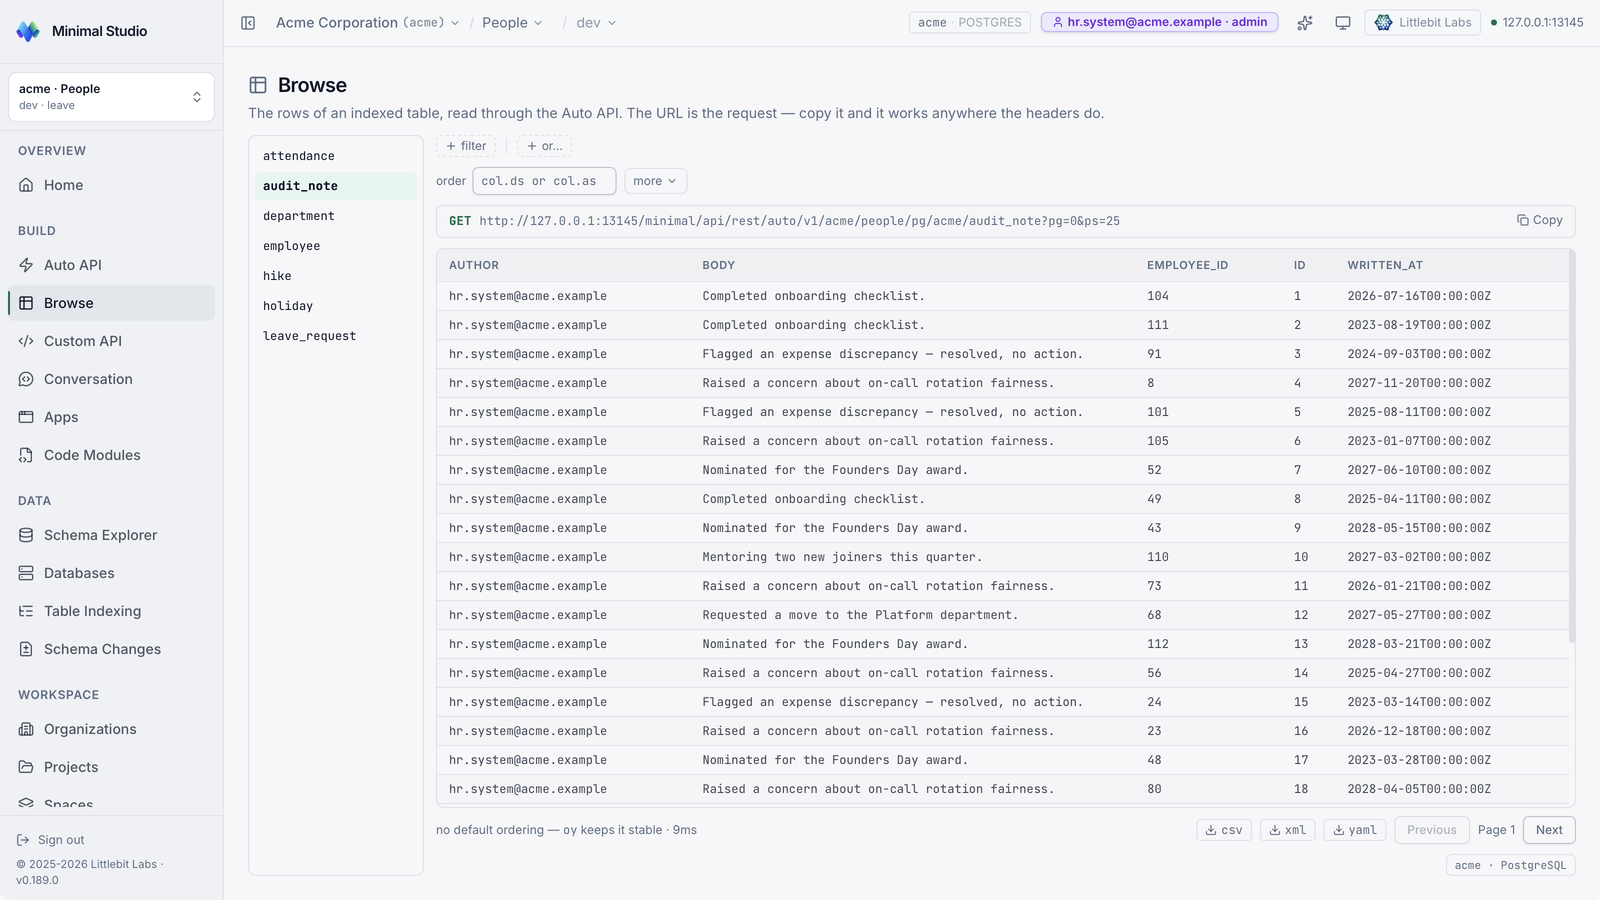 Minimal Studio
acme · People
dev · leave
OVERVIEW
Home
BUILD
Auto API
Browse
Custom API
Conversation
Apps
Code Modules
DATA
Schema Explorer
Databases
Table Indexing
Schema Changes
WORKSPACE
Organizations
Projects
Spaces
Sign out
© 2025-2026 Littlebit Labs ·
v0.189.0
Acme Corporation (acme) / People / dev
acme · POSTGRES
hr.system@acme.example · admin
Littlebit Labs
127.0.0.1:13145
Browse
The rows of an indexed table, read through the Auto API. The URL is the request — copy it and it works anywhere the headers do.
attendance
audit_note
department
employee
hike
holiday
leave_request
+ filter + or...
order col.ds or col.as more
GET http://127.0.0.1:13145/minimal/api/rest/auto/v1/acme/people/pg/acme/audit_note?pg=0&ps=25 Copy
AUTHOR BODY EMPLOYEE_ID ID WRITTEN_AT
hr.system@acme.example Completed onboarding checklist. 104 1 2026-07-16T00:00:00Z
hr.system@acme.example Completed onboarding checklist. 111 2 2023-08-19T00:00:00Z
hr.system@acme.example Flagged an expense discrepancy — resolved, no action. 91 3 2024-09-03T00:00:00Z
hr.system@acme.example Raised a concern about on-call rotation fairness. 8 4 2027-11-20T00:00:00Z
hr.system@acme.example Flagged an expense discrepancy — resolved, no action. 101 5 2025-08-11T00:00:00Z
hr.system@acme.example Raised a concern about on-call rotation fairness. 105 6 2023-01-07T00:00:00Z
hr.system@acme.example Nominated for the Founders Day award. 52 7 2027-06-10T00:00:00Z
hr.system@acme.example Completed onboarding checklist. 49 8 2025-04-11T00:00:00Z
hr.system@acme.example Nominated for the Founders Day award. 43 9 2028-05-15T00:00:00Z
hr.system@acme.example Mentoring two new joiners this quarter. 110 10 2027-03-02T00:00:00Z
hr.system@acme.example Raised a concern about on-call rotation fairness. 73 11 2026-01-21T00:00:00Z
hr.system@acme.example Requested a move to the Platform department. 68 12 2027-05-27T00:00:00Z
hr.system@acme.example Nominated for the Founders Day award. 112 13 2028-03-21T00:00:00Z
hr.system@acme.example Raised a concern about on-call rotation fairness. 56 14 2025-04-27T00:00:00Z
hr.system@acme.example Flagged an expense discrepancy — resolved, no action. 24 15 2023-03-14T00:00:00Z
hr.system@acme.example Raised a concern about on-call rotation fairness. 23 16 2026-12-18T00:00:00Z
hr.system@acme.example Nominated for the Founders Day award. 48 17 2023-03-28T00:00:00Z
hr.system@acme.example Raised a concern about on-call rotation fairness. 80 18 2028-04-05T00:00:00Z
no default ordering — oy keeps it stable · 9ms
csv xml yaml Previous Page 1 Next
acme · PostgreSQL